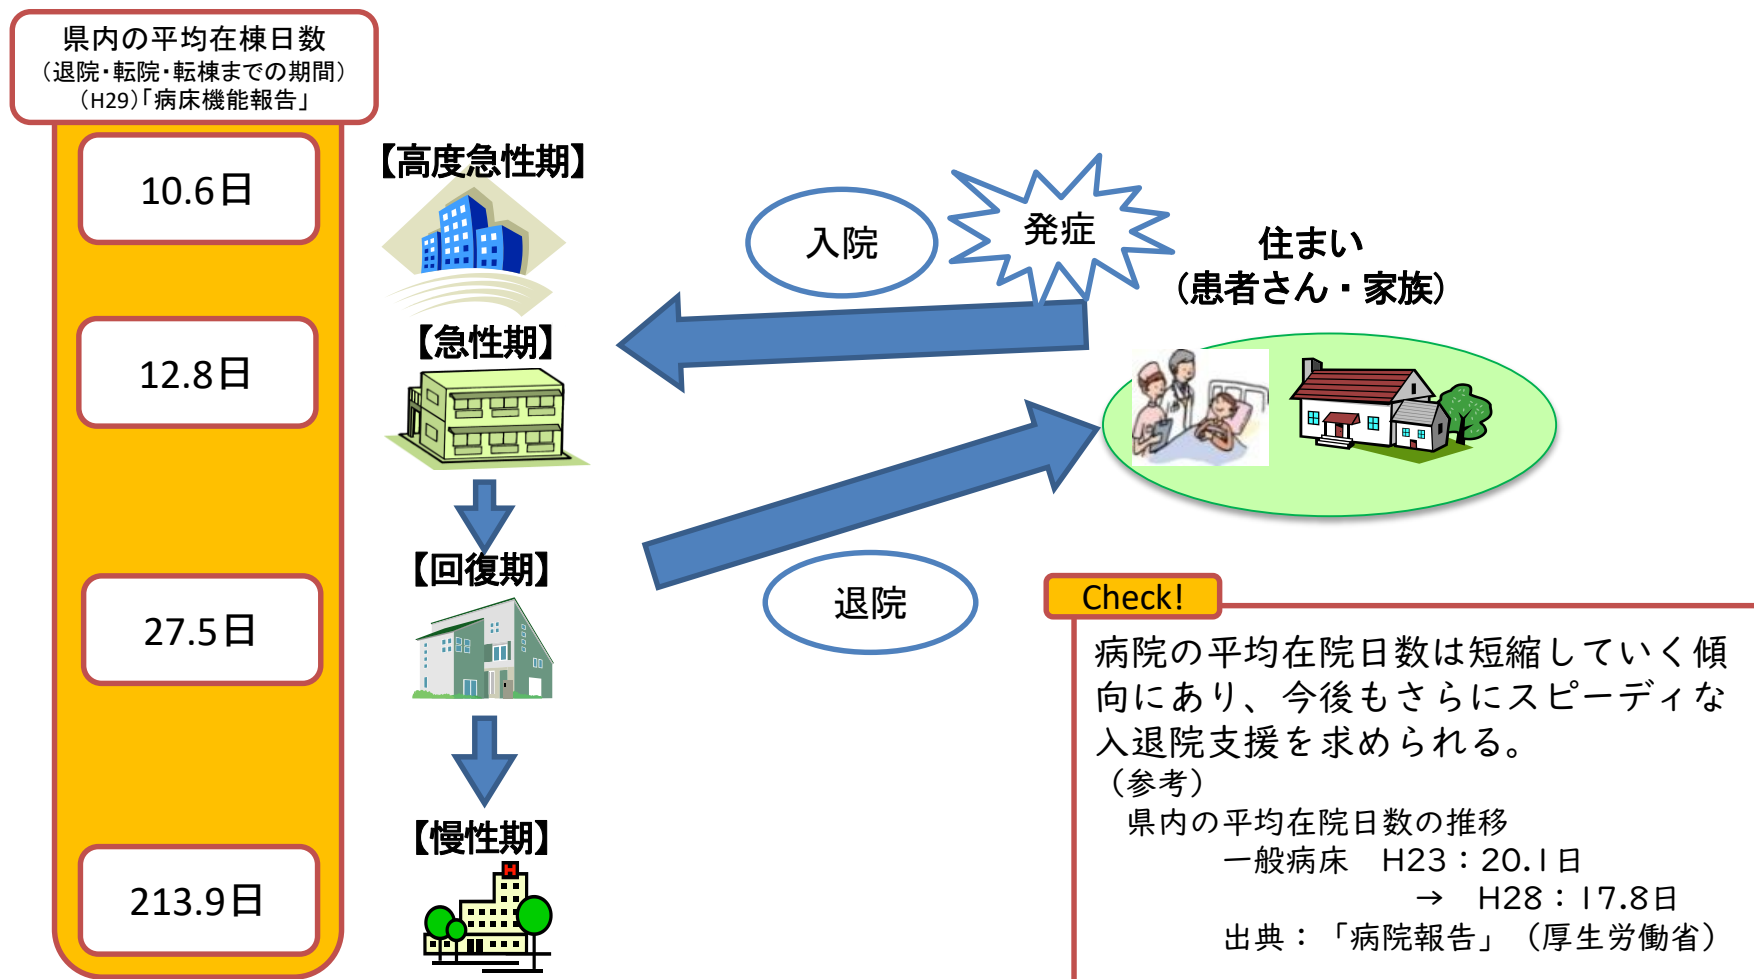 県内の平均在棟日数
（退院・転院・転棟までの期間）
（H29）「病床機能報告」
10.6日
【高度急性期】
入院
発症
住まい
（患者さん・家族）
12.8日
【急性期】
27.5日
【回復期】
退院
213.9日
【慢性期】
H
Check!
病院の平均在院日数は短縮していく傾
向にあり、今後もさらにスピーディな
入退院支援を求められる。
（参考）
県内の平均在院日数の推移
一般病床　H23：20.1日
→　H28：17.8日
出典：「病院報告」（厚生労働省）